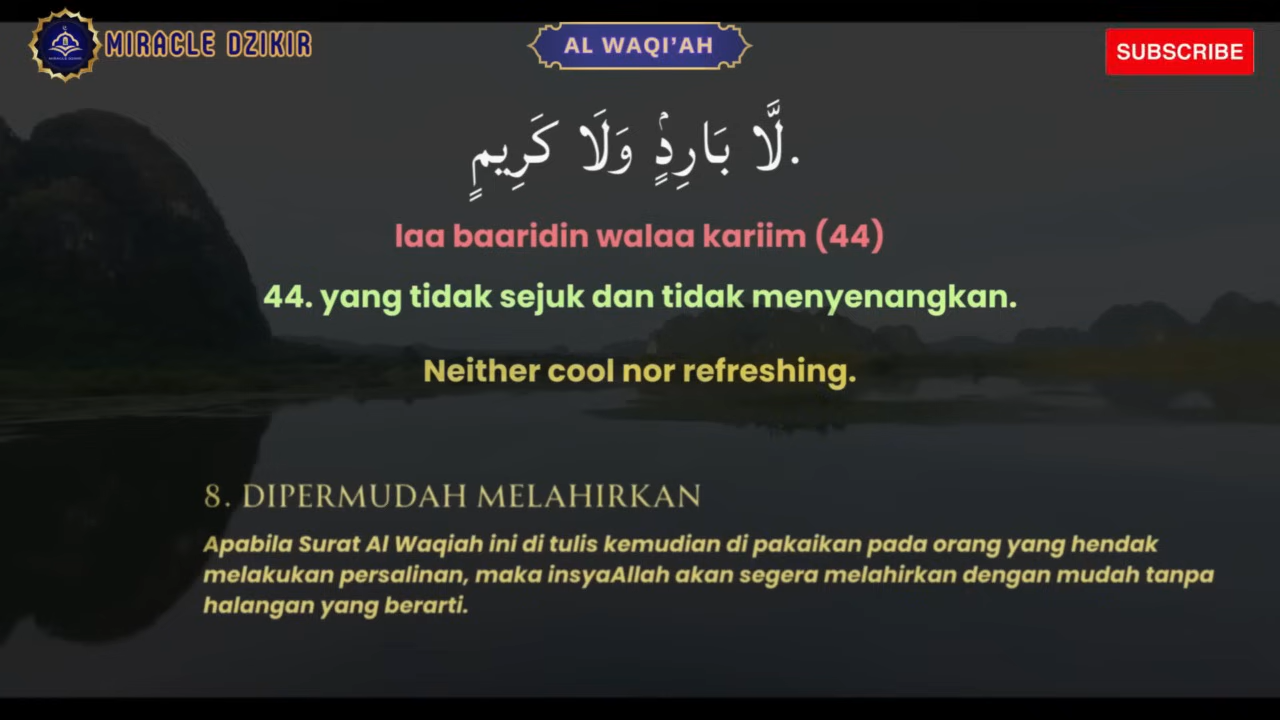 MIRACLE DZIKIR
AL WAQI'AH
SUBSCRIBE
لَّا بَارِدٍۢ وَلَا كَرِيمٍ.
laa baaridin walaa kariim (44)
44. yang tidak sejuk dan tidak menyenangkan.
Neither cool nor refreshing.
8. DIPERMUDAH MELAHIRKAN
Apabila Surat Al Waqiah ini di tulis kemudian di pakaikan pada orang yang hendak
melakukan persalinan, maka insyaAllah akan segera melahirkan dengan mudah tanpa
halangan yang berarti.